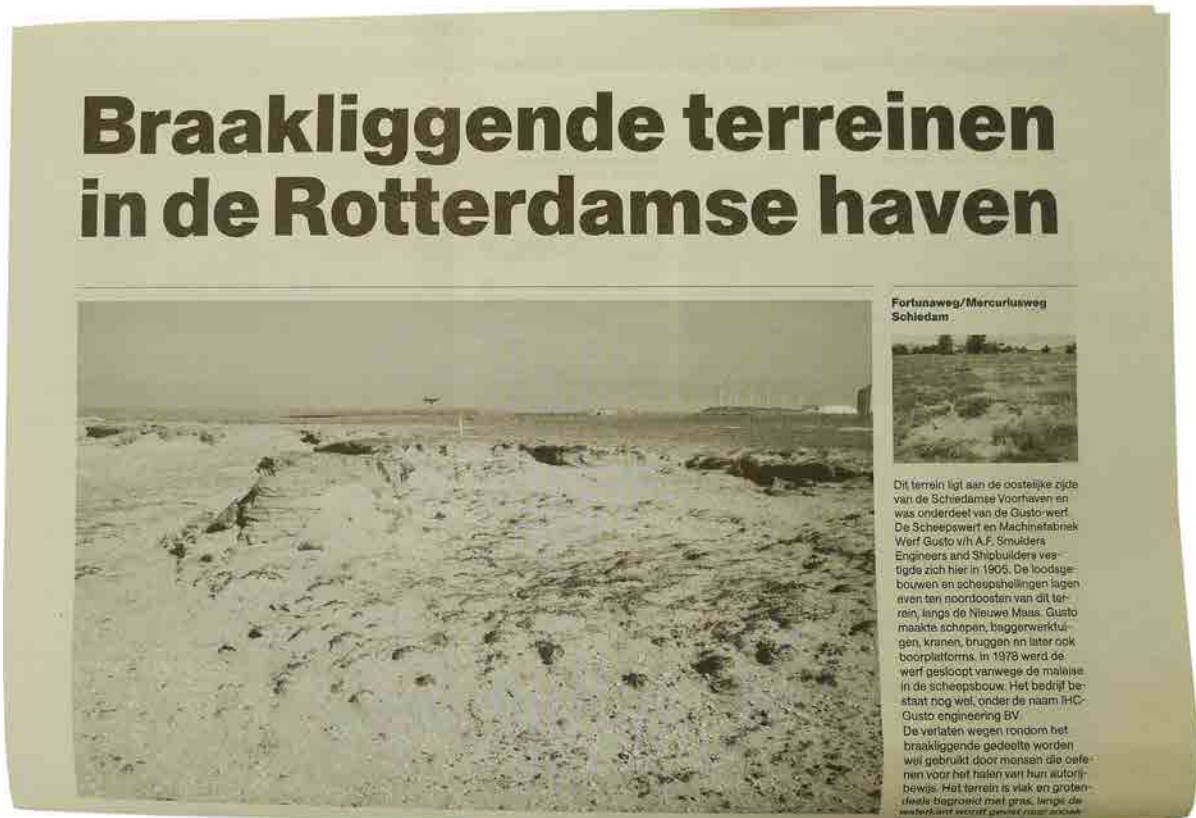 Braakliggende terreinen
in de Rotterdamse haven
Fortunaweg/Mercuriusweg
Schiedam
Dit terrein ligt aan de oostelijke zijde
van de Schiedamse Voorhaven en
was onderdeel van de Gusto-werf.
De Scheepswerf en Machinefabriek
Werf Gusto v/h A.F. Smulders
Engineers and Shipbuilders ves-
tigde zich hier in 1905. De loodsge-
bouwen en scheepshellingen lagen
even ten noordoosten van dit ter-
rein, langs de Nieuwe Maas. Gusto
maakte schepen, baggerwerktui-
gen, kranen, bruggen en later ook
boorplatforms. In 1978 werd de
werf gesloopt vanwege de malaise
in de scheepsbouw. Het bedrijf be-
staat nog wel, onder de naam IHC-
Gusto engineering BV.
De verlaten wegen rondom het
braakliggende gedeelte worden
wel gebruikt door mensen die oefe-
nen voor het halen van hun autorij-
bewijs. Het terrein is vlak en groten-
deels begroeid met gras, langs de
waterkant wordt gevist naar snoek